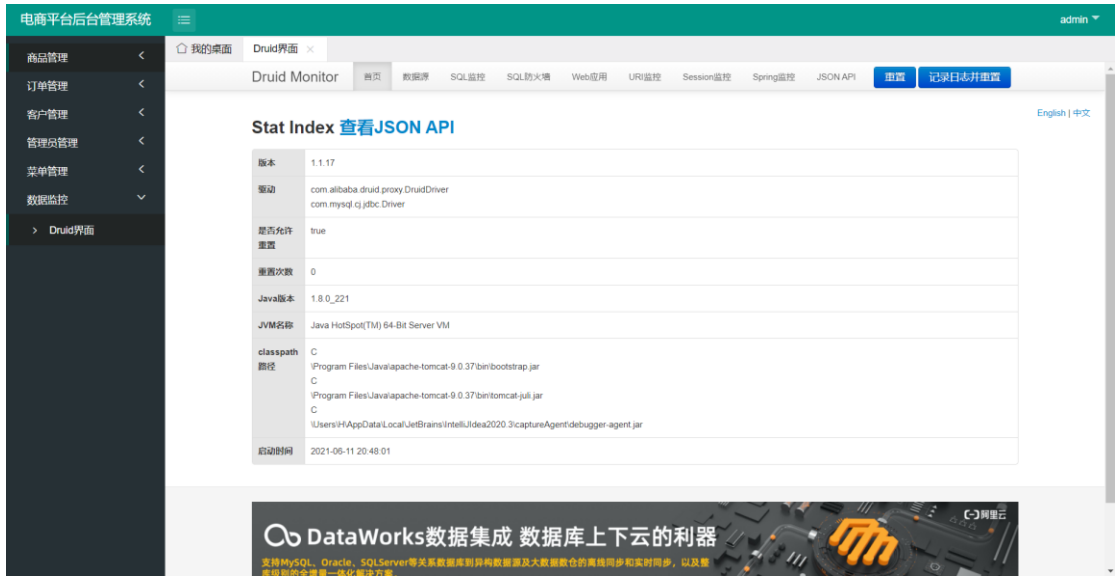 电商平台后台管理系统
admin
商品管理
订单管理
客户管理
管理员管理
菜单管理
数据监控
Druid界面
我的桌面 Druid界面
Druid Monitor 首页 数据源 SQL监控 SQL防火墙 Web应用 URI监控 Session监控 Spring监控 JSON API 重置 记录日志并重置
English | 中文
Stat Index 查看JSON API
版本 1.1.17
驱动 com.alibaba.druid.proxy.DruidDriver
com.mysql.cj.jdbc.Driver
是否允许 true
重置
重置次数 0
Java版本 1.8.0_221
JVM名称 Java HotSpot(TM) 64-Bit Server VM
classpath C
路径 \Program Files\Java\apache-tomcat-9.0.37\bin\bootstrap.jar
C
\Program Files\Java\apache-tomcat-9.0.37\bin\tomcat-juli.jar
C
\Users\H\AppData\Local\JetBrains\IntelliJIdea2020.3\captureAgent\debugger-agent.jar
启动时间 2021-06-11 20:48:01
DataWorks数据集成 数据库上下云的利器
阿里云
支持MySQL、Oracle、SQLServer等关系数据库到异构数据源及大数据数仓的离线同步和实时同步，以及整
库级别的全增量一体化解决方案。